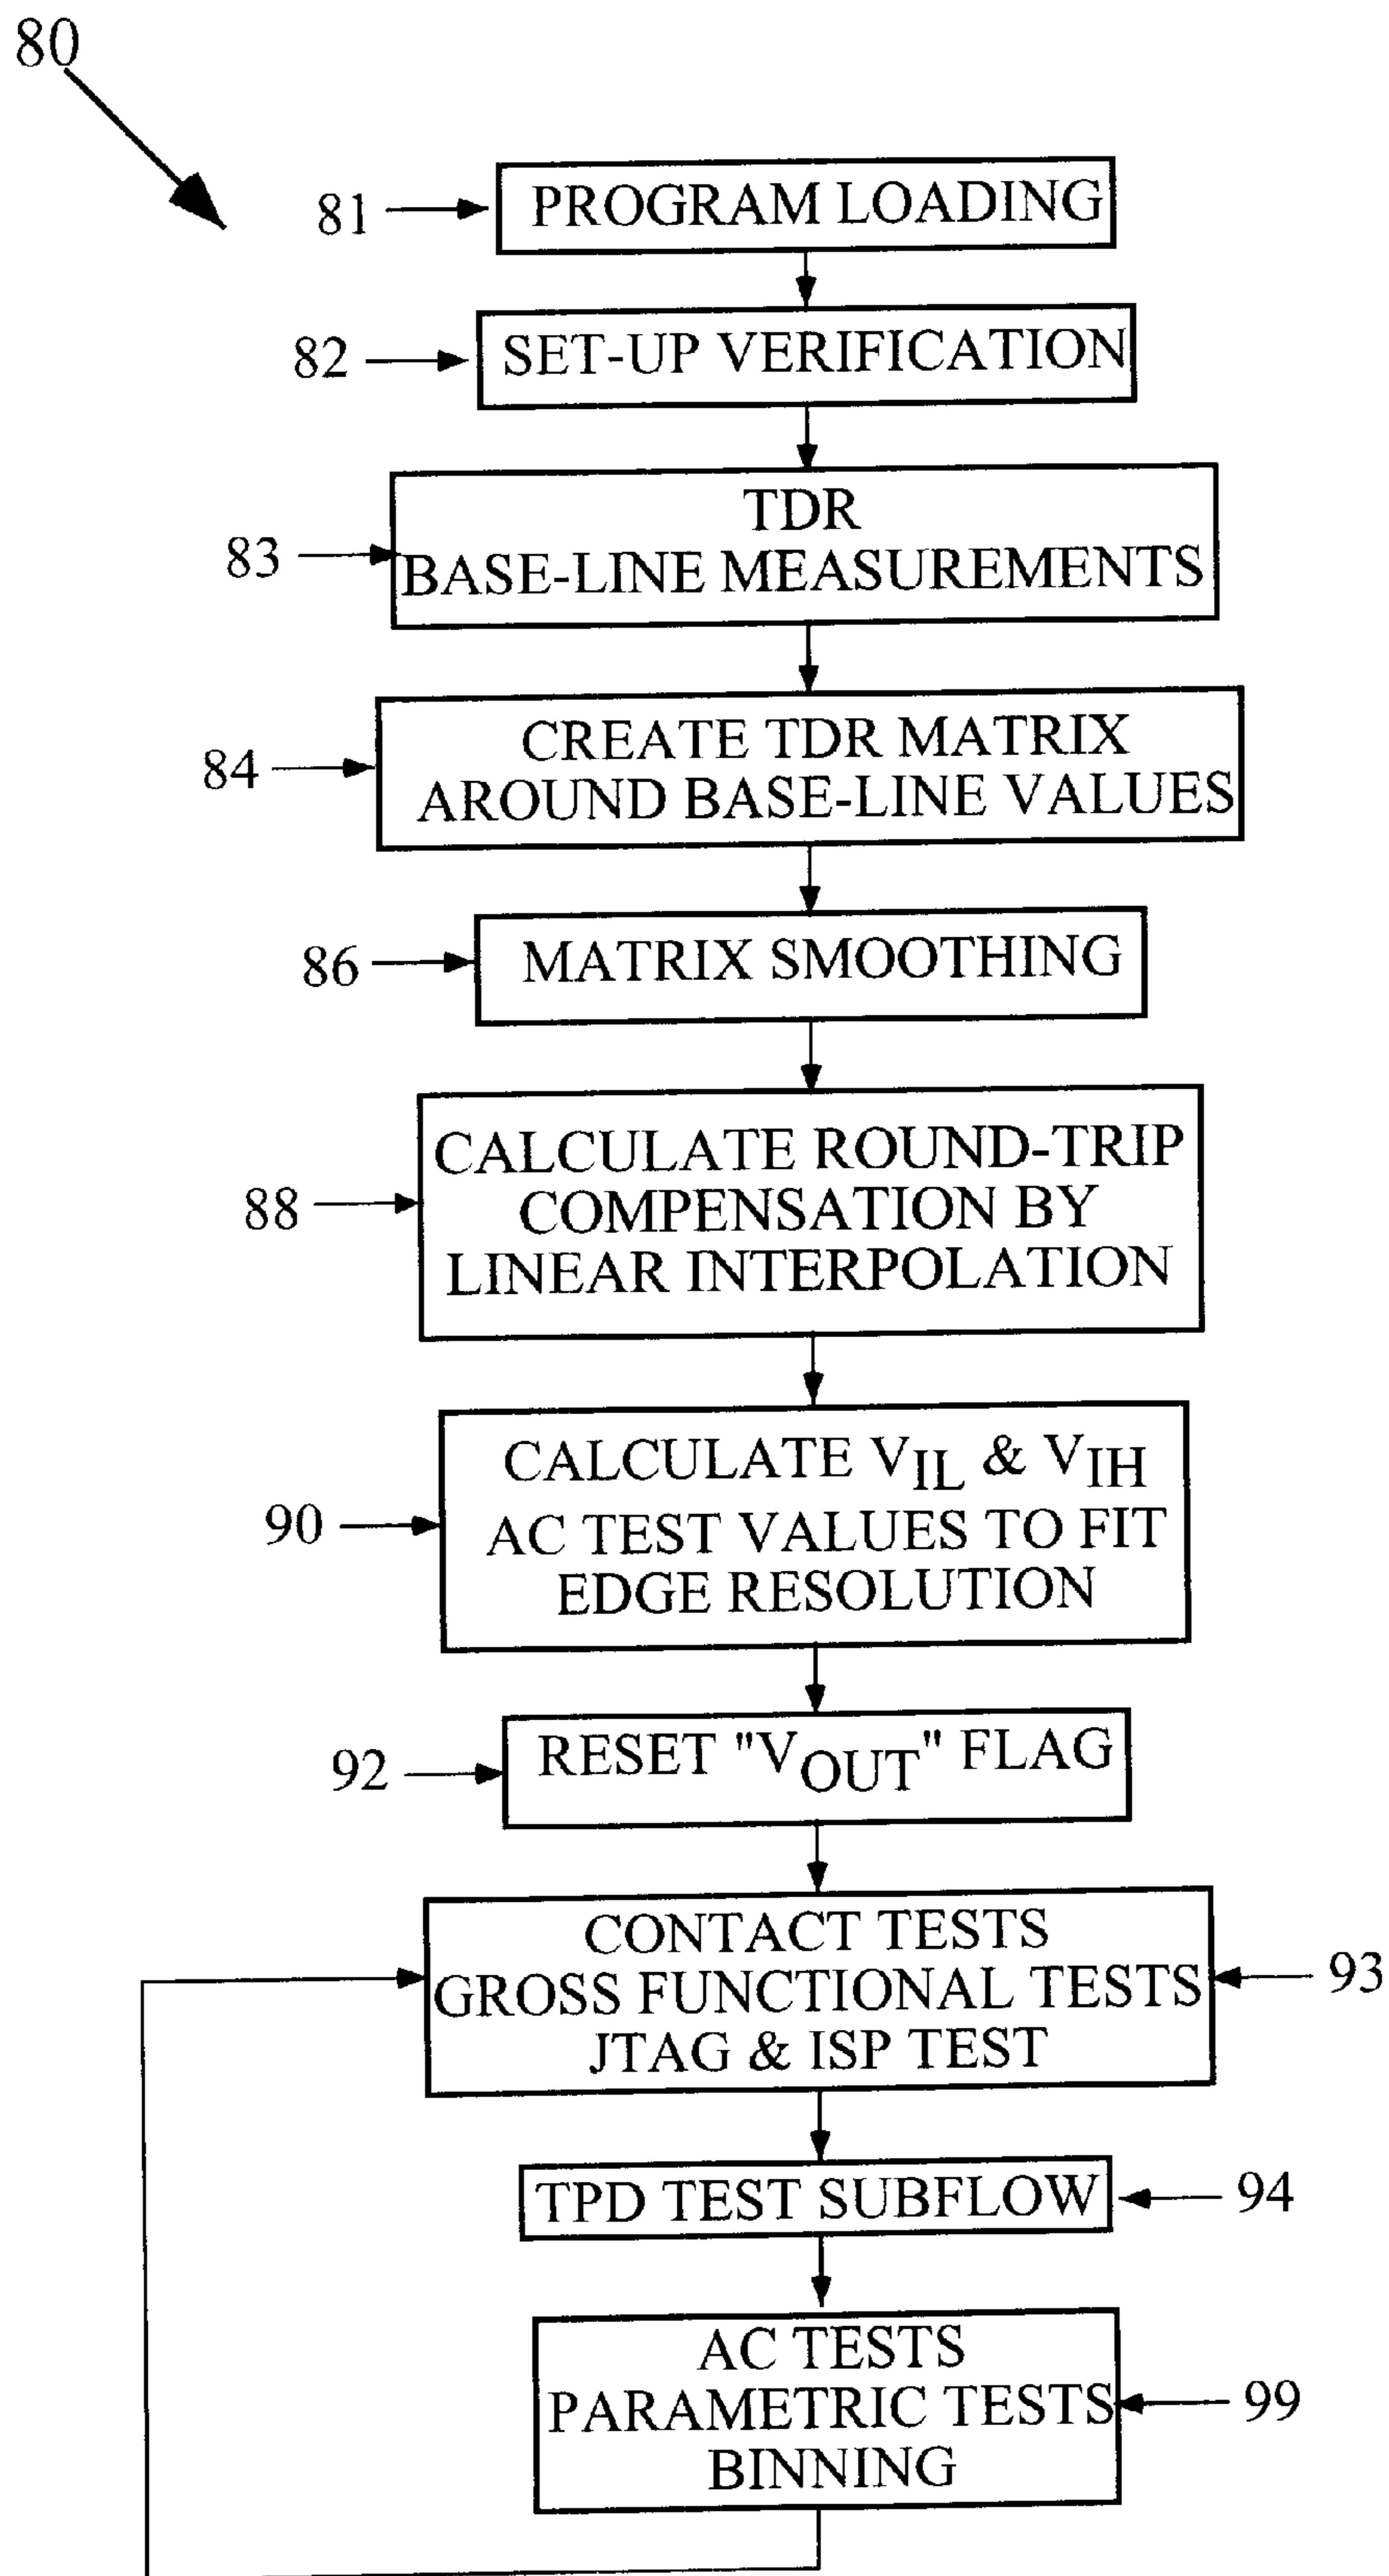 80
81
PROGRAM LOADING
82
SET-UP VERIFICATION
83
TDR
BASE-LINE MEASUREMENTS
84
CREATE TDR MATRIX
AROUND BASE-LINE VALUES
86
MATRIX SMOOTHING
88
CALCULATE ROUND-TRIP
COMPENSATION BY
LINEAR INTERPOLATION
90
CALCULATE VIL & VIH
AC TEST VALUES TO FIT
EDGE RESOLUTION
92
RESET "VOUT" FLAG
CONTACT TESTS
GROSS FUNCTIONAL TESTS
JTAG & ISP TEST
93
TPD TEST SUBFLOW
94
AC TESTS
PARAMETRIC TESTS
BINNING
99